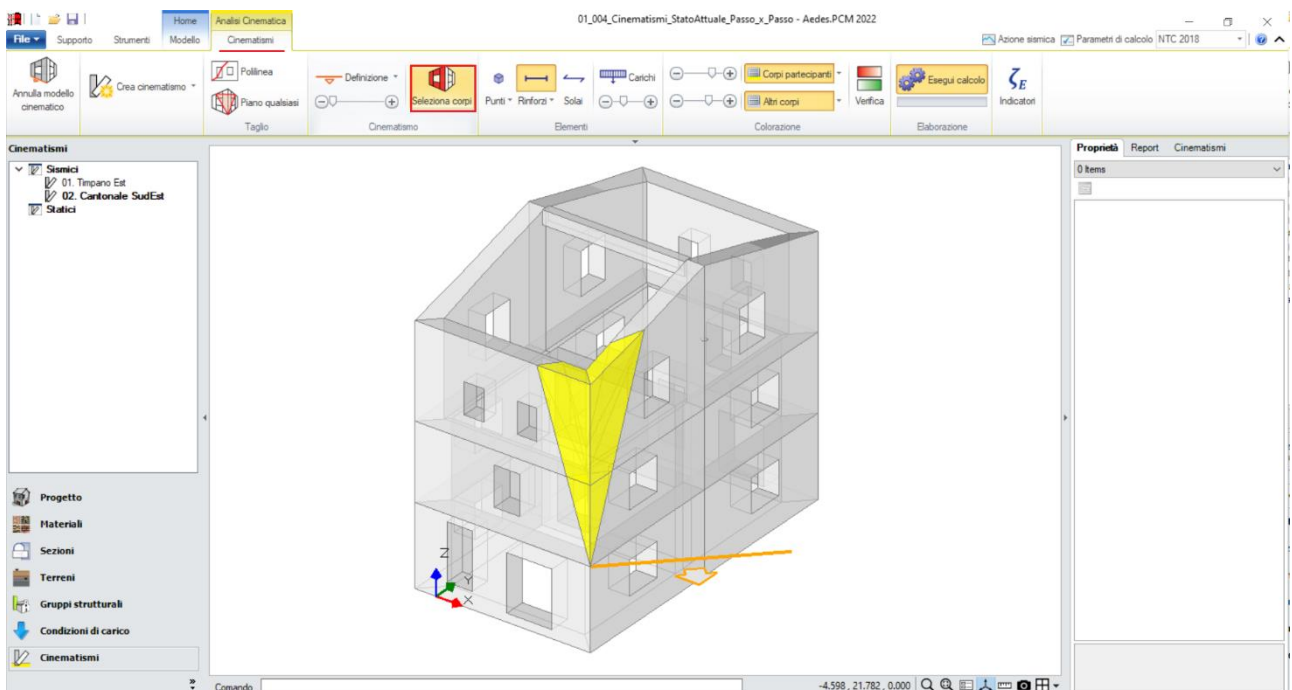 01_004_Cinematismi_StatoAttuale_Passo_x_Passo - Aedes.PCM 2022
Home
Analisi Cinematica
File
Supporto
Strumenti
Modello
Cinematismi
Azione sismica
Parametri di calcolo
NTC 2018
Annulla modello
cinematico
Crea cinematismo
Polilinea
Piano qualsiasi
Taglio
Definizione
Seleziona corpi
Cinematismo
Punti
Rinforzi
Solai
Carichi
Elementi
Corpi partecipanti
Altri corpi
Colorazione
Verifica
Esegui calcolo
Elaborazione
ζE
Indicatori
Cinematismi
Sismici
01. Timpano Est
02. Cantonale SudEst
Statici
Progetto
Materiali
Sezioni
Terreni
Gruppi strutturali
Condizioni di carico
Cinematismi
Z
Y
X
Proprietà
Report
Cinematismi
0 Items
Comando
-4.598, 21.782, 0.000